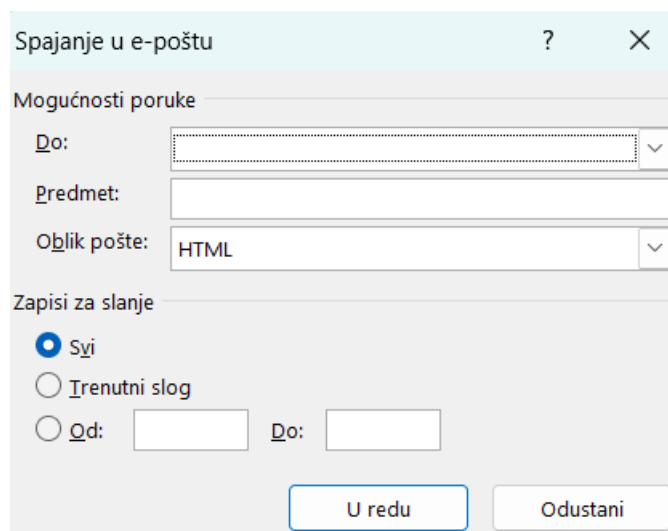 Spajanje u e-poštu ?
Mogućnosti poruke
Do:
Predmet:
Oblik pošte: HTML
Zapisi za slanje
Svi
Trenutni slog
Od: Do:
U redu Odustani